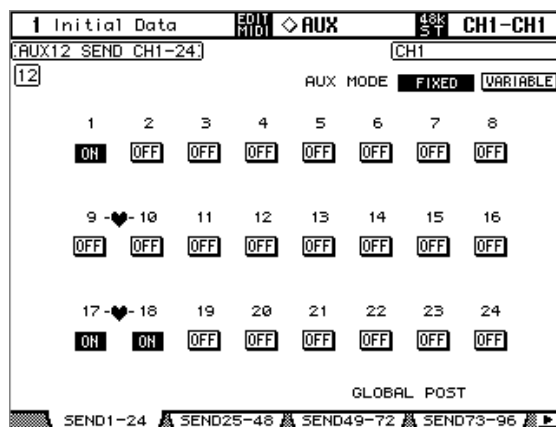 1 Initial Data EDIT MIDI ◇AUX 48k ST CH1-CH1
AUX12 SEND CH1-24 CH1
12 AUX MODE FIXED VARIABLE
1 2 3 4 5 6 7 8
ON OFF OFF OFF OFF OFF OFF OFF
9 -♥- 10 11 12 13 14 15 16
OFF OFF OFF OFF OFF OFF OFF OFF
17 -♥- 18 19 20 21 22 23 24
ON ON OFF OFF OFF OFF OFF OFF
GLOBAL POST
SEND1-24 SEND25-48 SEND49-72 SEND73-96